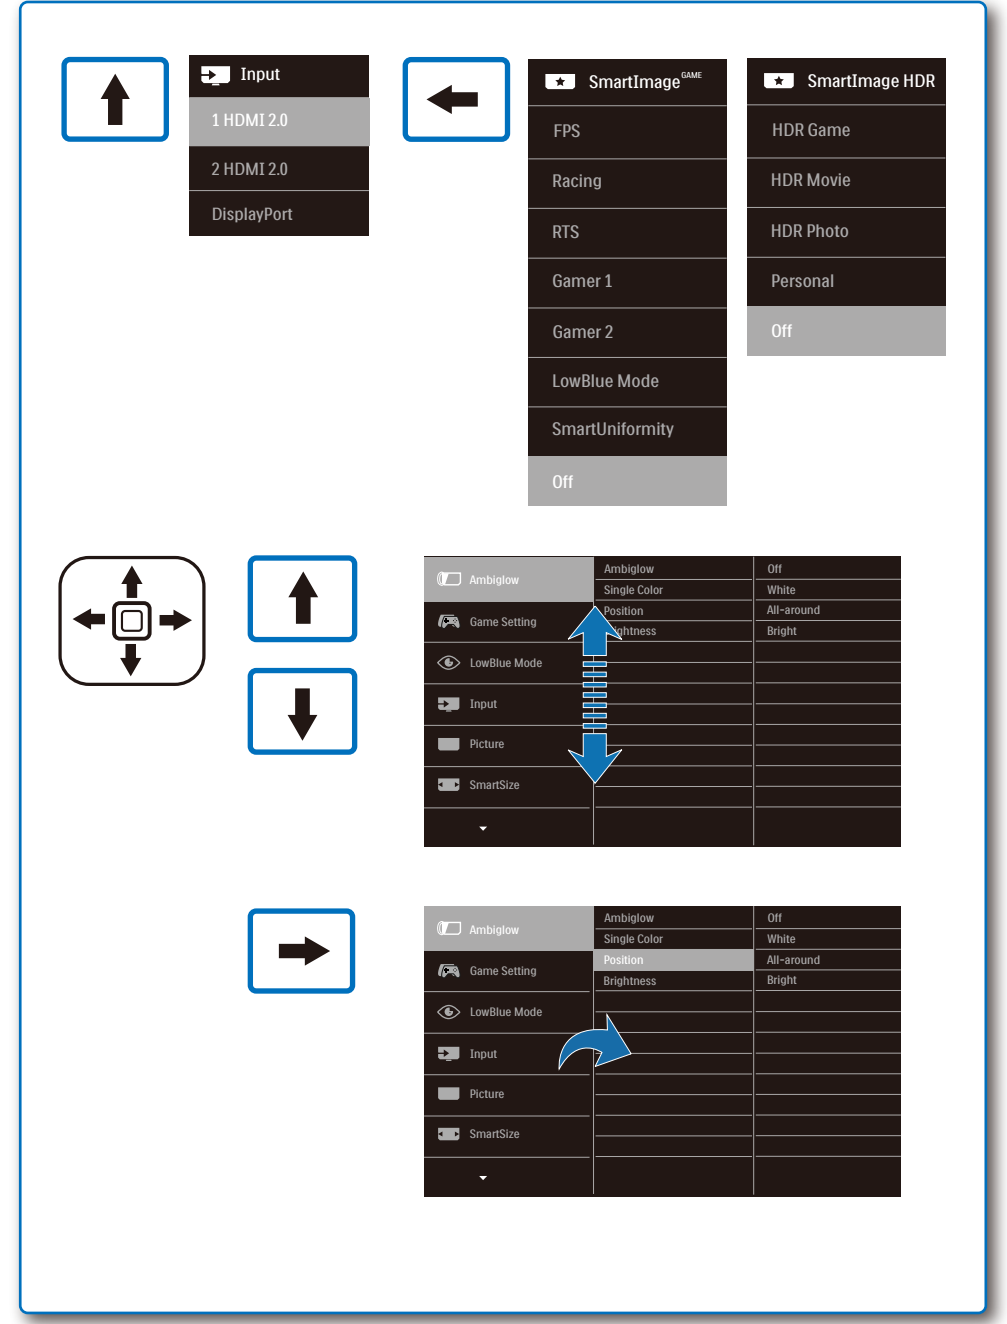 Input
1 HDMI 2.0
2 HDMI 2.0
DisplayPort
SmartImage GAME
FPS
Racing
RTS
Gamer 1
Gamer 2
LowBlue Mode
SmartUniformity
Off
SmartImage HDR
HDR Game
HDR Movie
HDR Photo
Personal
Off
Ambiglow
Game Setting
LowBlue Mode
Input
Picture
SmartSize
Ambiglow Off
Single Color White
Position All-around
ghtness Bright
Ambiglow
Game Setting
LowBlue Mode
Input
Picture
SmartSize
Ambiglow Off
Single Color White
Position All-around
Brightness Bright